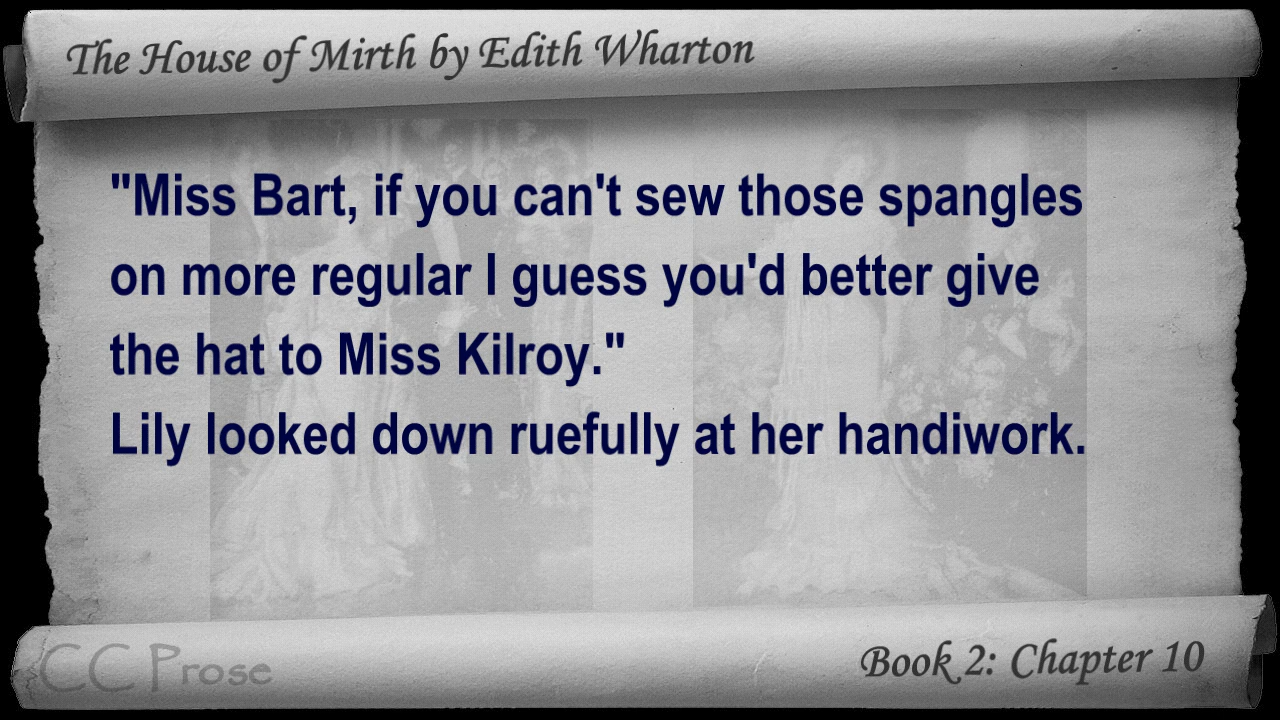 The House of Mirth by Edith Wharton
"Miss Bart, if you can't sew those spangles
on more regular I guess you'd better give
the hat to Miss Kilroy."
Lily looked down ruefully at her handiwork.
CC Prose
Book 2: Chapter 10